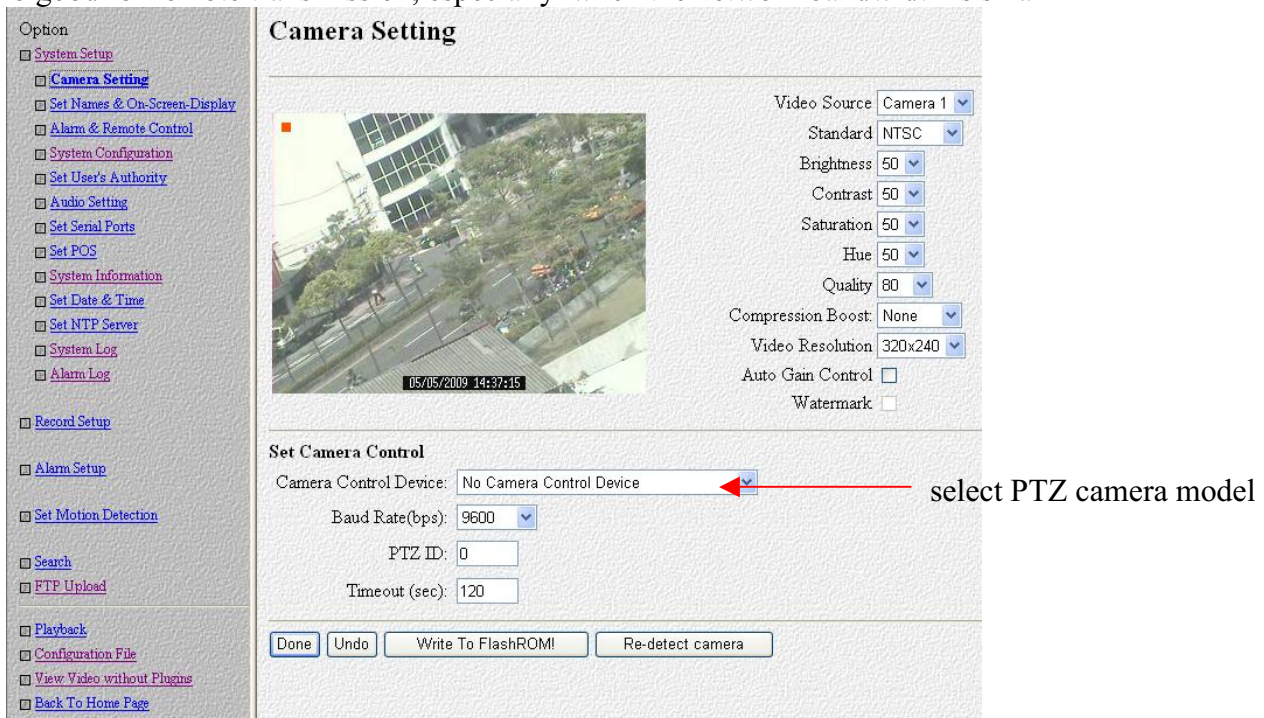 Option
System Setup
Camera Setting
Set Names & On-Screen-Display
Alarm & Remote Control
System Configuration
Set User's Authority
Audio Setting
Set Serial Ports
Set POS
System Information
Set Date & Time
Set NTP Server
System Log
Alarm Log
Record Setup
Alarm Setup
Set Motion Detection
Search
FTP Upload
Playback
Configuration File
View Video without Plugins
Back To Home Page
Camera Setting
05/05/2009 14:37:15
Video Source Camera 1
Standard NTSC
Brightness 50
Contrast 50
Saturation 50
Hue 50
Quality 80
Compression Boost: None
Video Resolution 320x240
Auto Gain Control
Watermark
Set Camera Control
Camera Control Device: No Camera Control Device
select PTZ camera model
Baud Rate(bps): 9600
PTZ ID: 0
Timeout (sec): 120
Done Undo Write To FlashROM! Re-detect camera